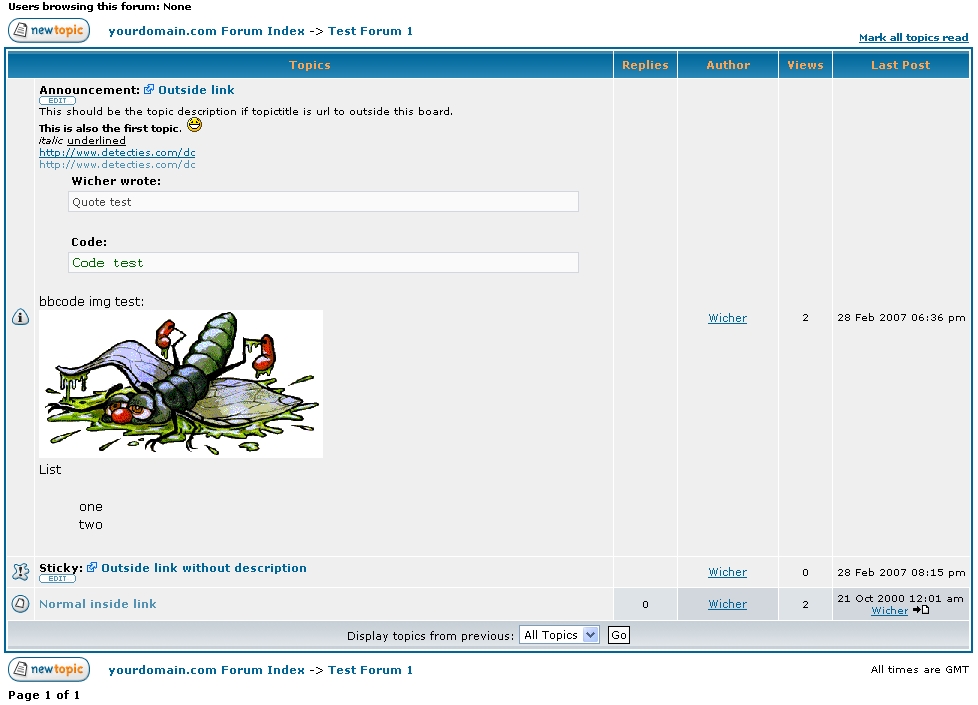 Users browsing this forum: None
newtopic yourdomain.com Forum Index -> Test Forum 1
Mark all topics read
Topics Replies Author Views Last Post
Announcement: Outside link
EDIT
This should be the topic description if topictitle is url to outside this board.
This is also the first topic.
italic underlined
http://www.detecties.com/dc
http://www.detecties.com/dc
Wicher wrote:
Quote test
Code:
Code test
bbcode img test:
Wicher 2 28 Feb 2007 06:36 pm
List
one
two
Sticky: Outside link without description
EDIT
Wicher 0 28 Feb 2007 08:15 pm
Normal inside link 0 Wicher 2 21 Oct 2000 12:01 am
Wicher
Display topics from previous: All Topics Go
newtopic yourdomain.com Forum Index -> Test Forum 1 All times are GMT
Page 1 of 1